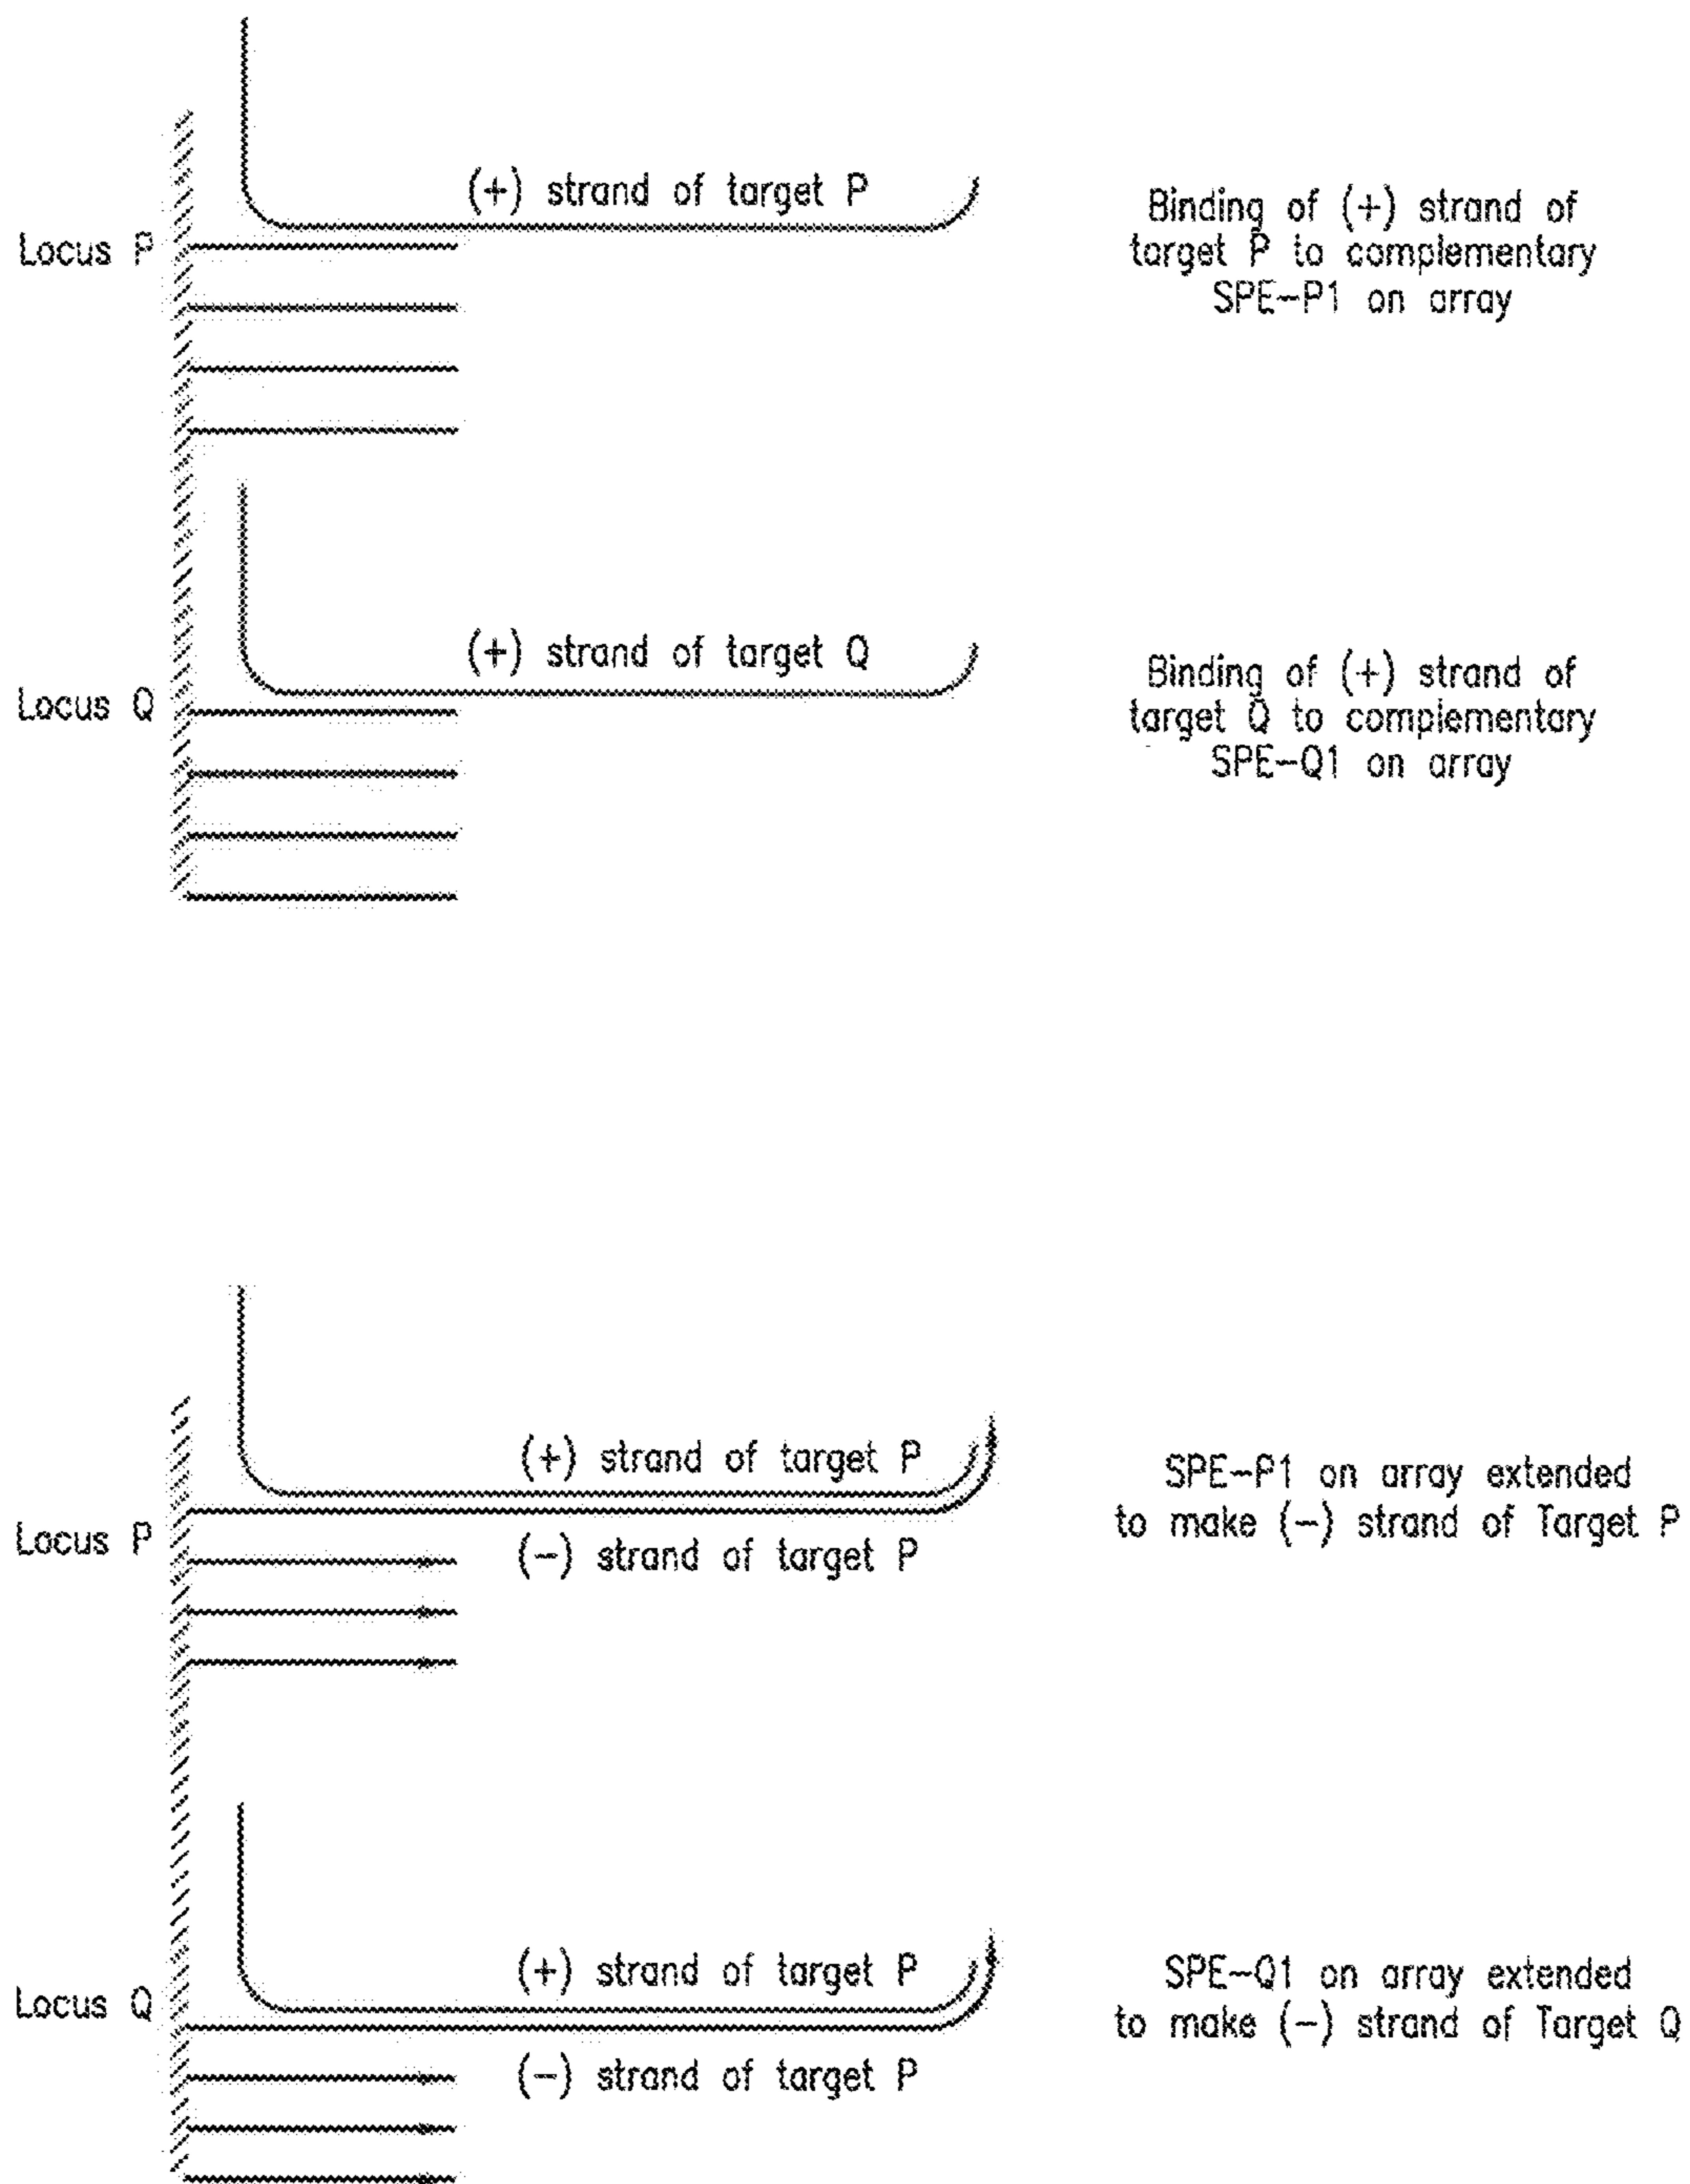 (+) strand of target P
Locus P
Binding of (+) strand of
target P to complementary
SPE-P1 on array
(+) strand of target Q
Locus Q
Binding of (+) strand of
target Q to complementary
SPE-Q1 on array
(+) strand of target P
Locus P
(-) strand of target P
SPE-P1 on array extended
to make (-) strand of Target P
(+) strand of target P
Locus Q
(-) strand of target P
SPE-Q1 on array extended
to make (-) strand of Target Q